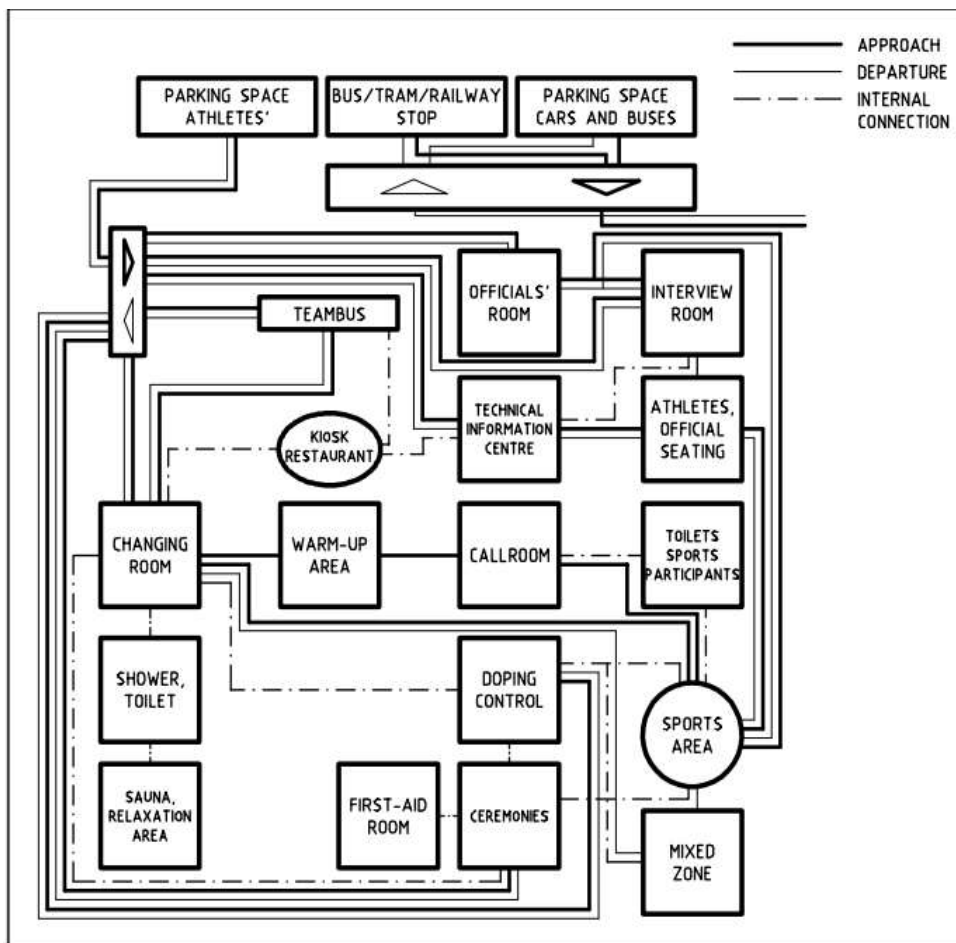 APPROACH
DEPARTURE
INTERNAL
CONNECTION
PARKING SPACE
ATHLETES'
BUS/TRAM/RAILWAY
STOP
PARKING SPACE
CARS AND BUSES
OFFICIALS'
ROOM
INTERVIEW
ROOM
TEAMBUS
KIOSK
RESTAURANT
TECHNICAL
INFORMATION
CENTRE
ATHLETES,
OFFICIAL
SEATING
CHANGING
ROOM
WARM-UP
AREA
CALLROOM
TOILETS
SPORTS
PARTICIPANTS
SHOWER,
TOILET
DOPING
CONTROL
SPORTS
AREA
SAUNA,
RELAXATION
AREA
FIRST-AID
ROOM
CEREMONIES
MIXED
ZONE